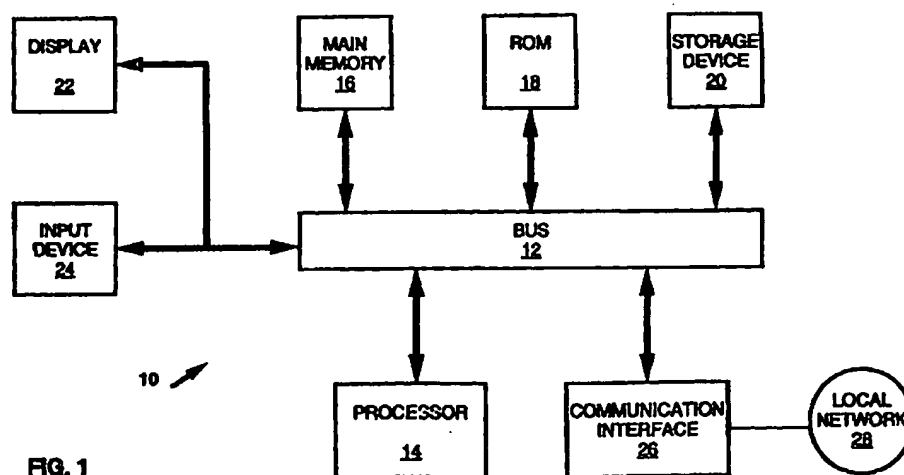 DISPLAY
22
MAIN
MEMORY
16
ROM
18
STORAGE
DEVICE
20
INPUT
DEVICE
24
BUS
12
10
PROCESSOR
14
COMMUNICATION
INTERFACE
26
LOCAL
NETWORK
28
FIG. 1